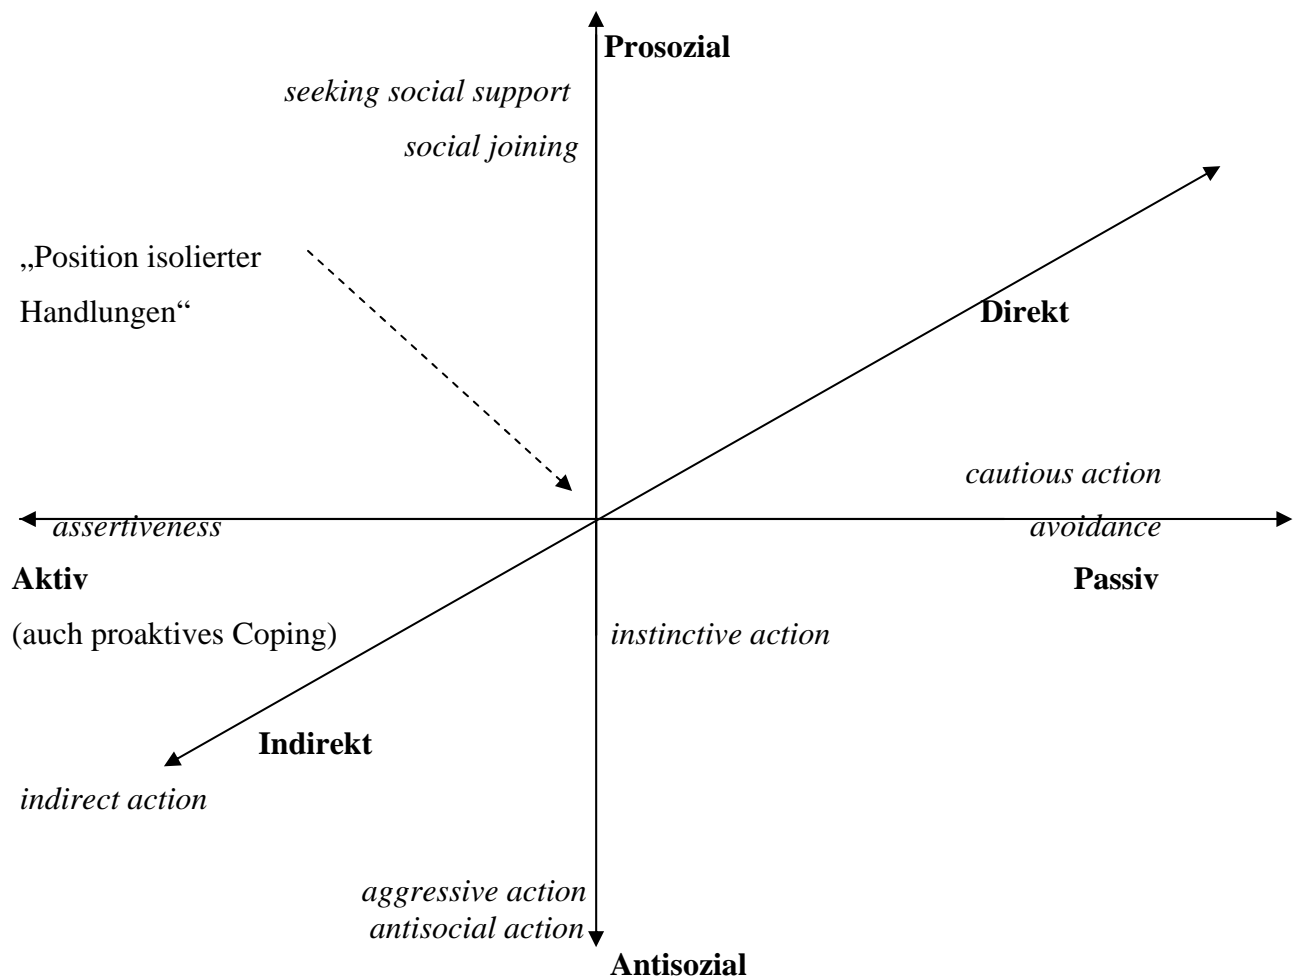 Prosozial
seeking social support
social joining
„Position isolierter
Handlungen“
Direkt
cautious action
assertiveness
avoidance
Aktiv
Passiv
(auch proaktives Coping)
instinctive action
Indirekt
indirect action
aggressive action
antisocial action
Antisozial